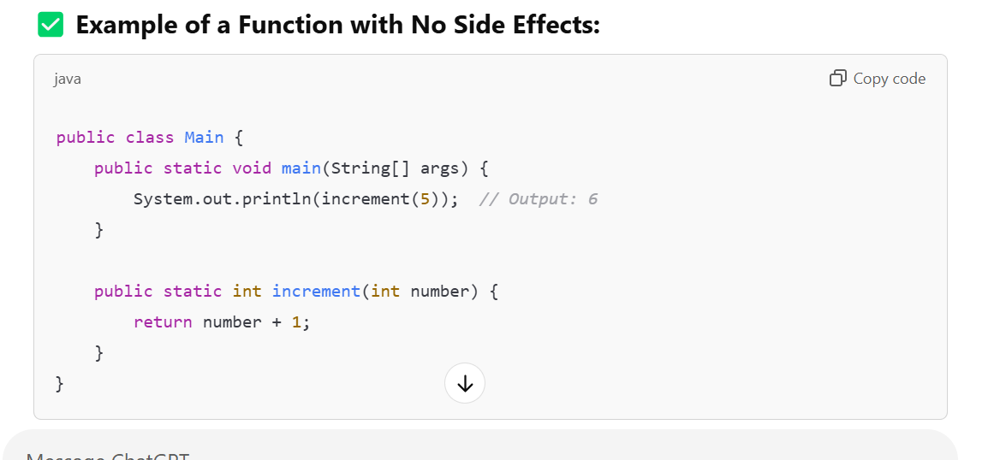 Example of a Function with No Side Effects:
java
Copy code
public class Main {
    public static void main(String[] args) {
        System.out.println(increment(5));  // Output: 6
    }
    public static int increment(int number) {
        return number + 1;
    }
}
Message ChatGPT